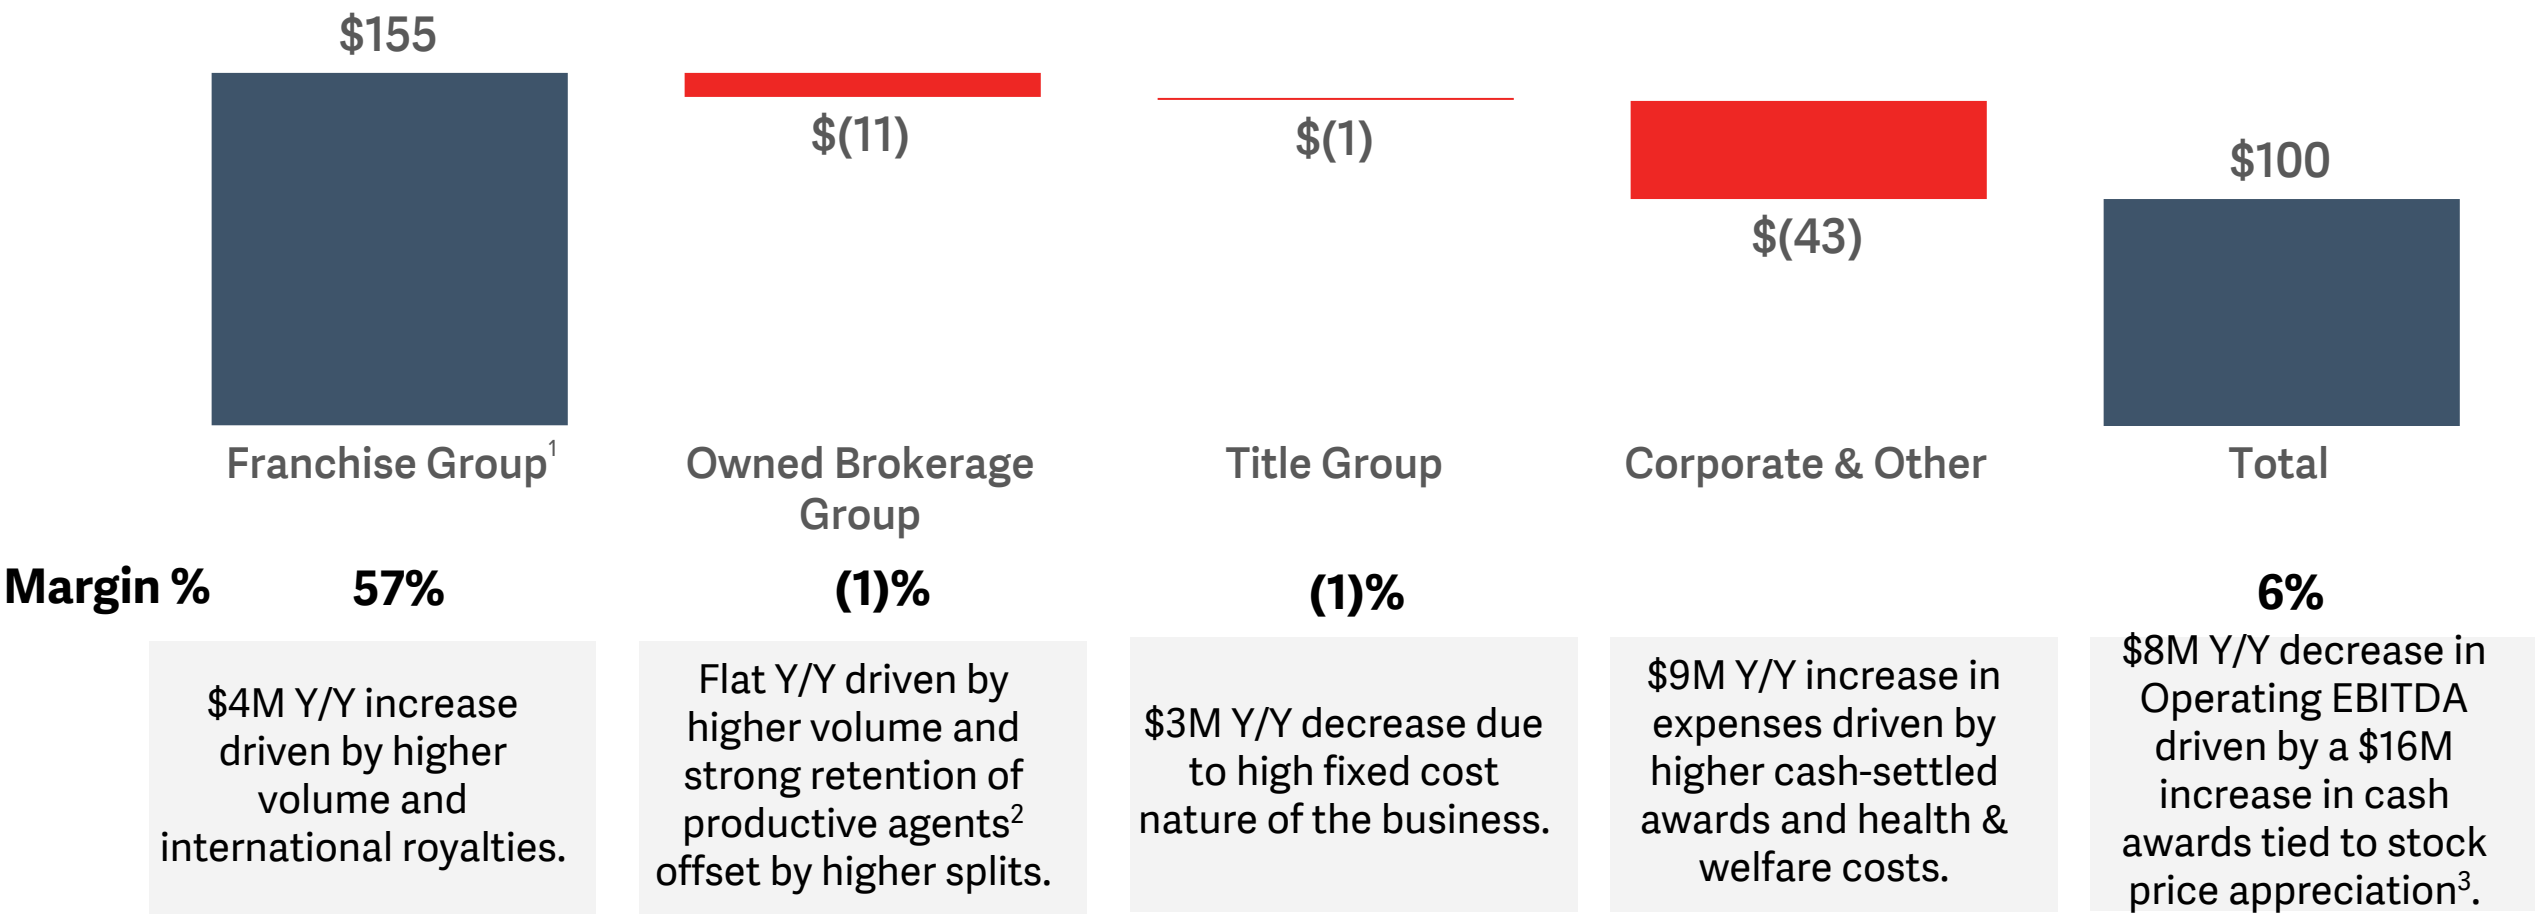 $155
$(11)
$(1)
$(43)
$100
Franchise Group1
Owned Brokerage
Group
Title Group
Corporate & Other
Total
Margin %
57%
(1)%
(1)%
6%
$4M Y/Y increase
driven by higher
volume and
international royalties.
Flat Y/Y driven by
higher volume and
strong retention of
productive agents2
offset by higher splits.
$3M Y/Y decrease due
to high fixed cost
nature of the business.
$9M Y/Y increase in
expenses driven by
higher cash-settled
awards and health &
welfare costs.
$8M Y/Y decrease in
Operating EBITDA
driven by a $16M
increase in cash
awards tied to stock
price appreciation3.